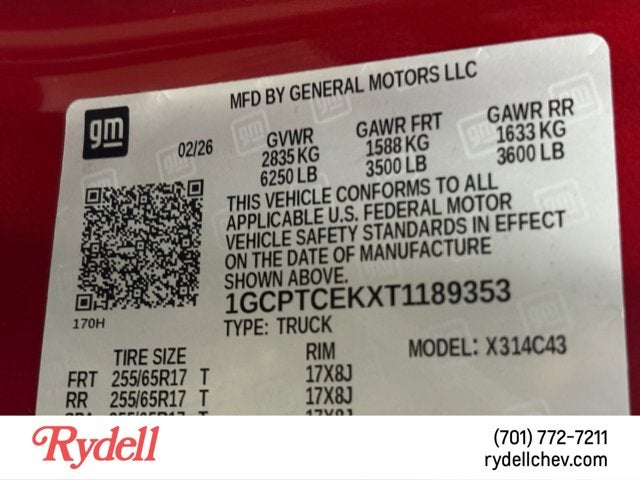 MFD BY GENERAL MOTORS LLC
gm
02/26
GVWR GAWR FRT GAWR RR
2835 KG 1588 KG 1633 KG
6250 LB 3500 LB 3600 LB
THIS VEHICLE CONFORMS TO ALL
APPLICABLE U.S. FEDERAL MOTOR
VEHICLE SAFETY STANDARDS IN EFFECT
ON THE DATE OF MANUFACTURE
SHOWN ABOVE.
1GCPTCEKXT1189353
170H
TYPE: TRUCK
MODEL: X314C43
TIRE SIZE RIM
FRT 255/65R17 T 17X8J
RR 255/65R17 T 17X8J
Rydell
(701) 772-7211
rydellchev.com